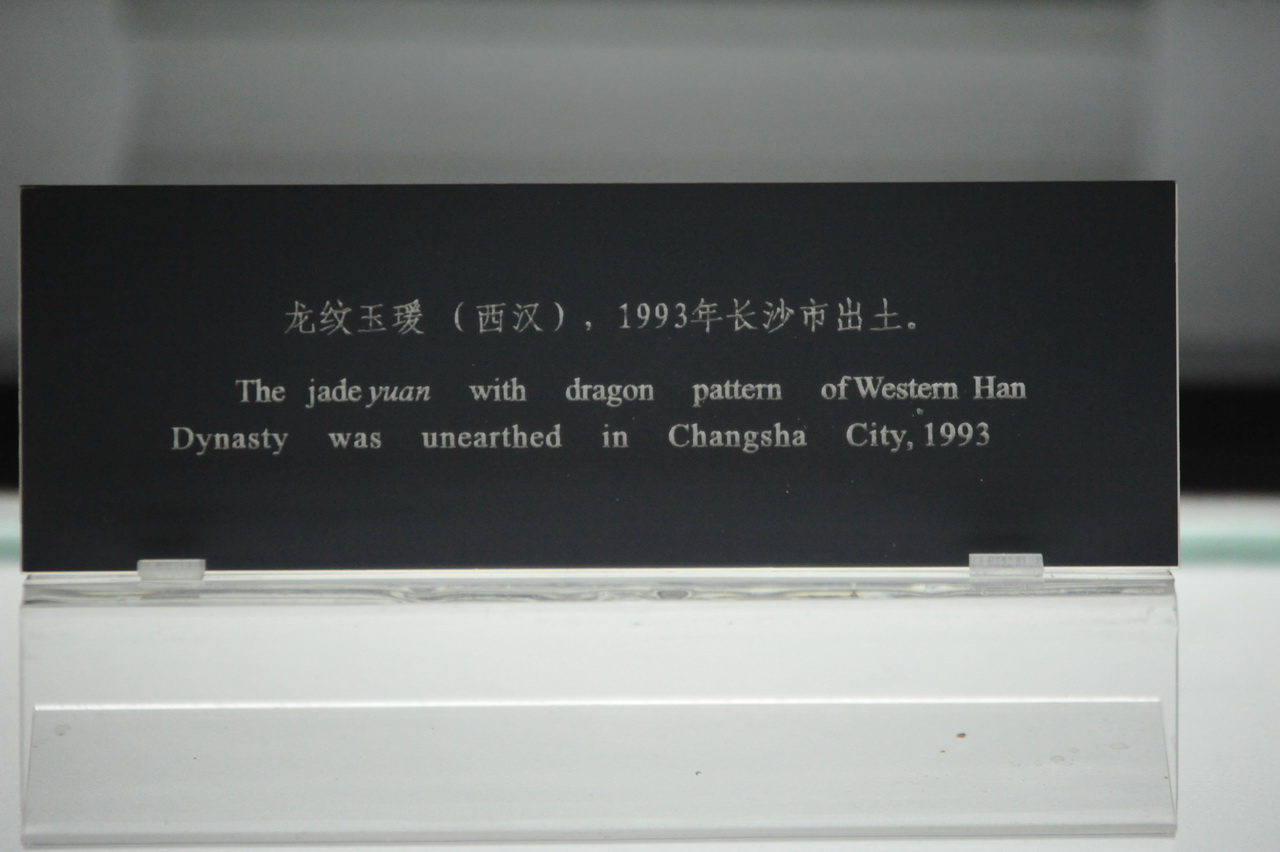 龙纹玉瑗（西汉），1993年长沙市出土。
The jade yuan with dragon pattern of Western Han
Dynasty was unearthed in Changsha City, 1993